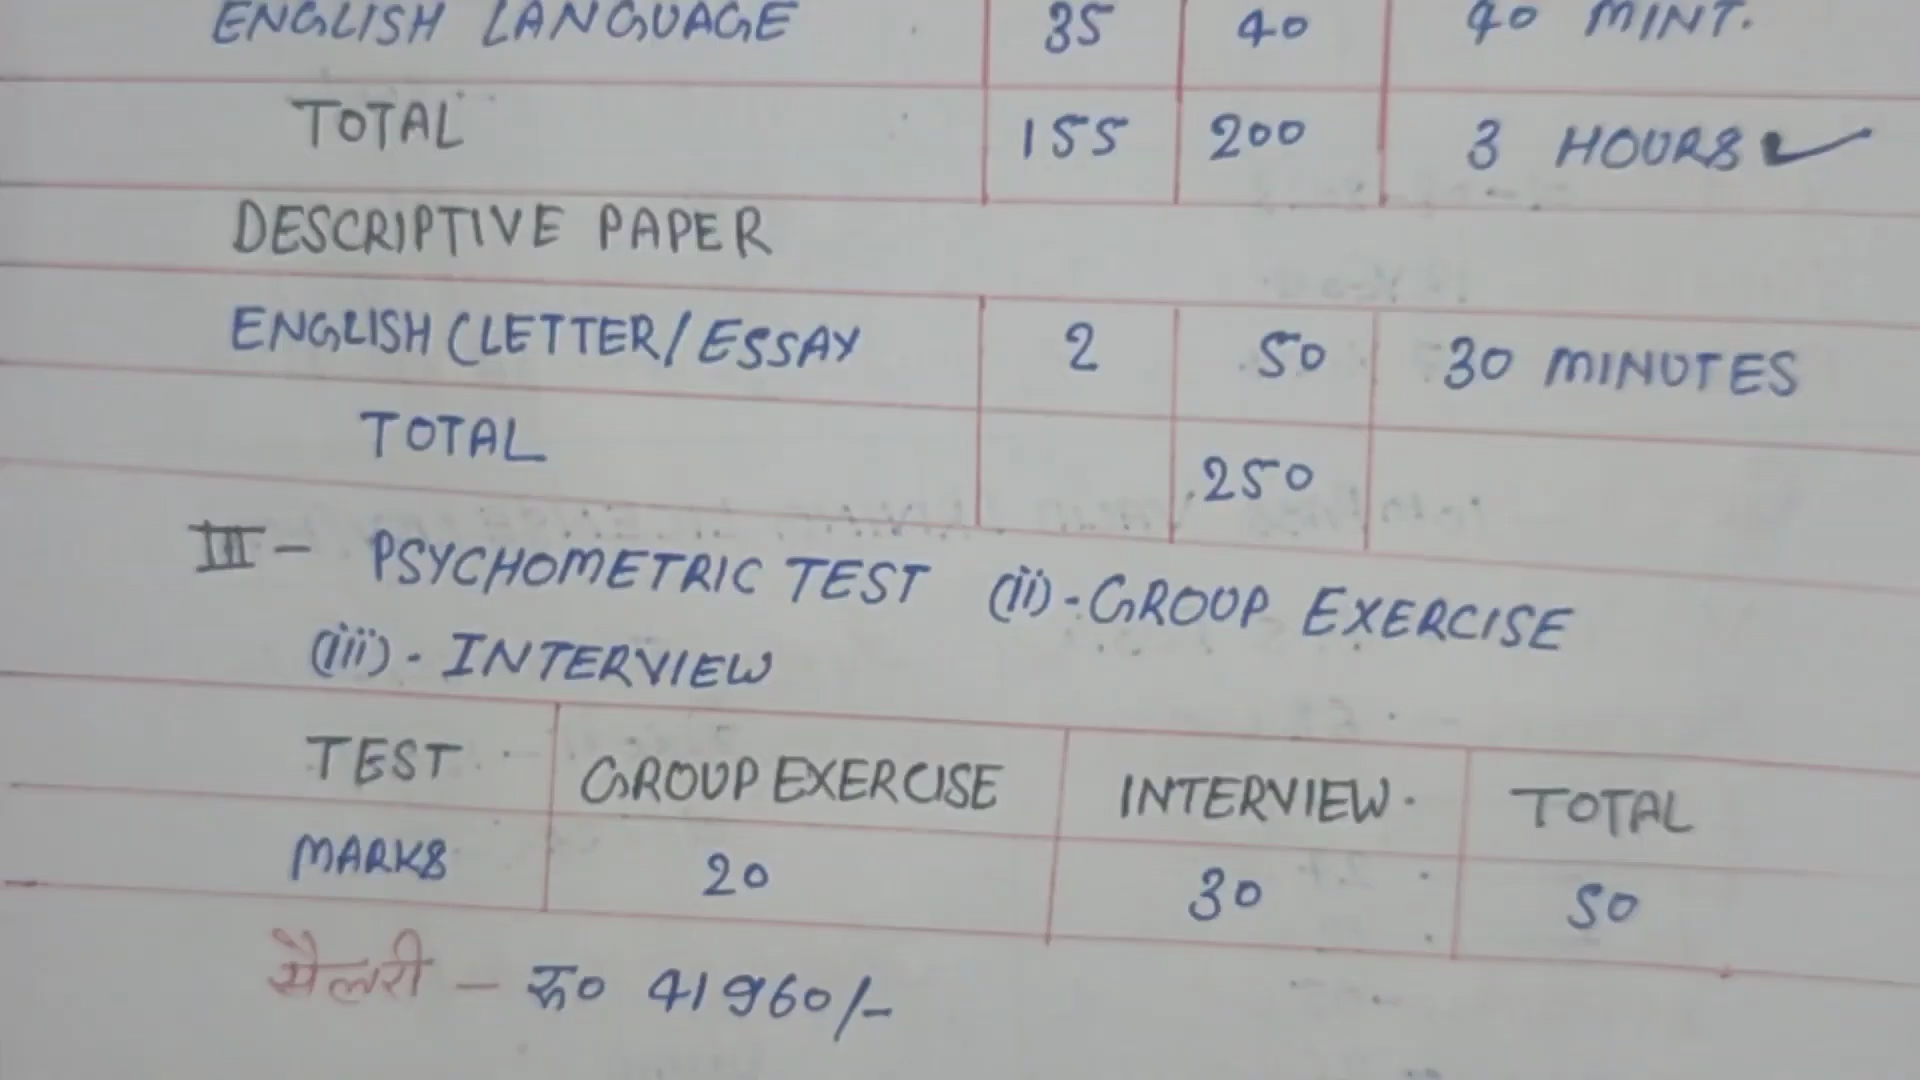 ENGLISH LANGUAGE 35 40 40 MINT.
TOTAL 155 200 3 HOURS
DESCRIPTIVE PAPER
ENGLISH (LETTER/ESSAY 2 50 30 MINUTES
TOTAL 250
III - PSYCHOMETRIC TEST (ii)-GROUP EXERCISE
(iii)- INTERVIEW
TEST GROUP EXERCISE INTERVIEW TOTAL
MARKS 20 30 50
सैलरी - रु० 41960/-